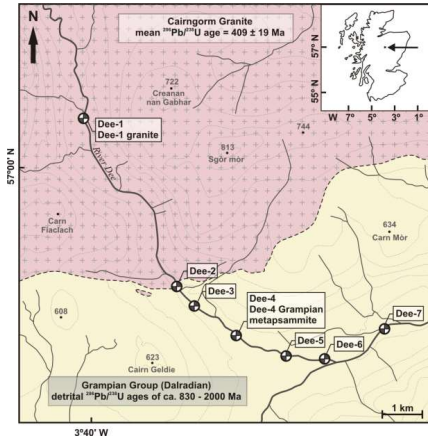 Cairngorm Granite
mean ²⁰⁶Pb/²³⁸U age = 409 ± 19 Ma
N
57°N
55°N
W 7° 5° 3° 1°
722
Creanan
nan Gabhar
Dee-1
Dee-1 granite
744
813
Sgòr mòr
River Dee
57°00' N
Carn
Fiaclach
634
Carn Mòr
Dee-2
Dee-3
Dee-4
Dee-4 Grampian
metapsammite
Dee-7
608
Dee-5
Dee-6
623
Cairn Geldie
Grampian Group (Dalradian)
detrital ²⁰⁶Pb/²³⁸U ages of ca. 830 - 2000 Ma
1 km
3°40' W